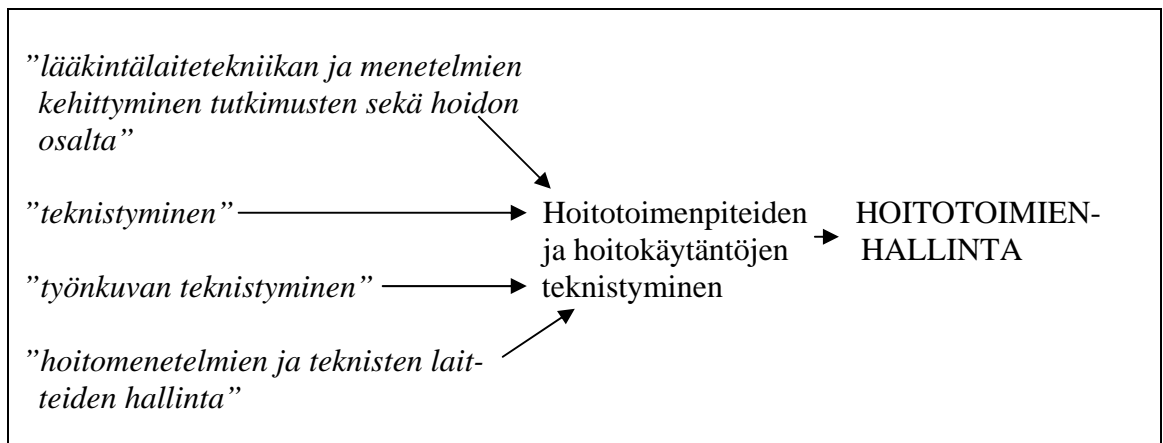 ”lääkintälaitetekniikan ja menetelmien
kehittyminen tutkimusten sekä hoidon
osalta”
”teknistyminen”
”työnkuvan teknistyminen”
”hoitomenetelmien ja teknisten lait-
teiden hallinta”
Hoitotoimenpiteiden
ja hoitokäytäntöjen
teknistyminen
HOITOTOIMIEN-
HALLINTA